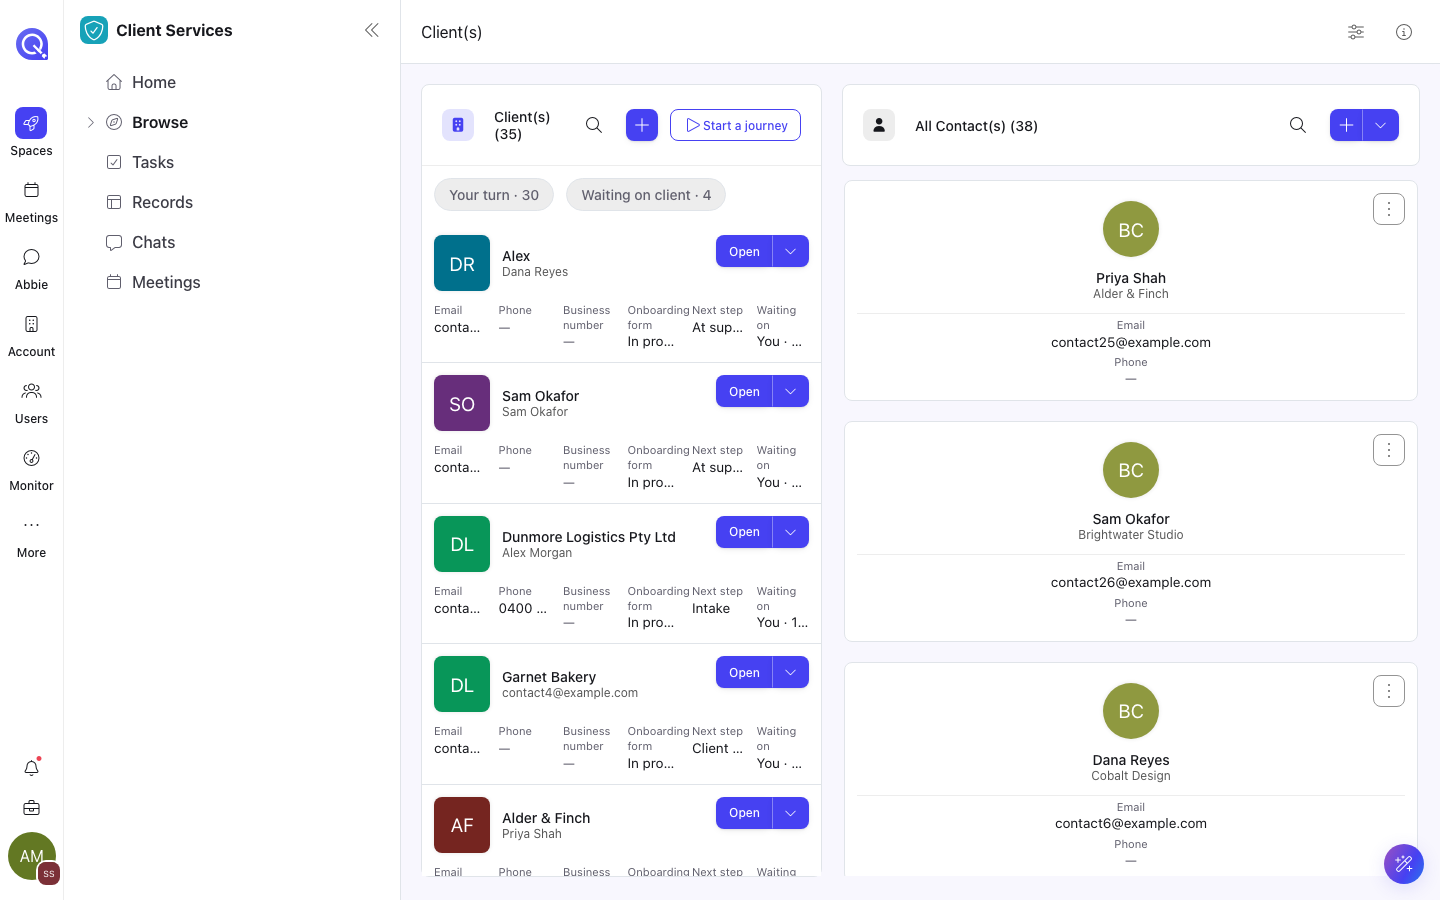 Client Services
Home
Browse
Tasks
Records
Chats
Meetings
Spaces
Meetings
Abbie
Account
Users
Monitor
More
AM
SS
Client(s)
Client(s)
(35)
Start a journey
Your turn · 30
Waiting on client · 4
DR
Alex
Dana Reyes
Open
Email
Phone
Business number
Onboarding form
Next step
Waiting on
conta...
—
—
In pro...
At sup...
You · ...
SO
Sam Okafor
Sam Okafor
Open
Email
Phone
Business number
Onboarding form
Next step
Waiting on
conta...
—
—
In pro...
At sup...
You · ...
DL
Dunmore Logistics Pty Ltd
Alex Morgan
Open
Email
Phone
Business number
Onboarding form
Next step
Waiting on
conta...
0400 ...
—
In pro...
Intake
You · 1...
DL
Garnet Bakery
contact4@example.com
Open
Email
Phone
Business number
Onboarding form
Next step
Waiting on
conta...
—
—
In pro...
Client ...
You · ...
AF
Alder & Finch
Priya Shah
Open
Email
Phone
Business
Onboarding
Next step
Waiting
All Contact(s) (38)
BC
Priya Shah
Alder & Finch
Email
contact25@example.com
Phone
—
BC
Sam Okafor
Brightwater Studio
Email
contact26@example.com
Phone
—
BC
Dana Reyes
Cobalt Design
Email
contact6@example.com
Phone
—